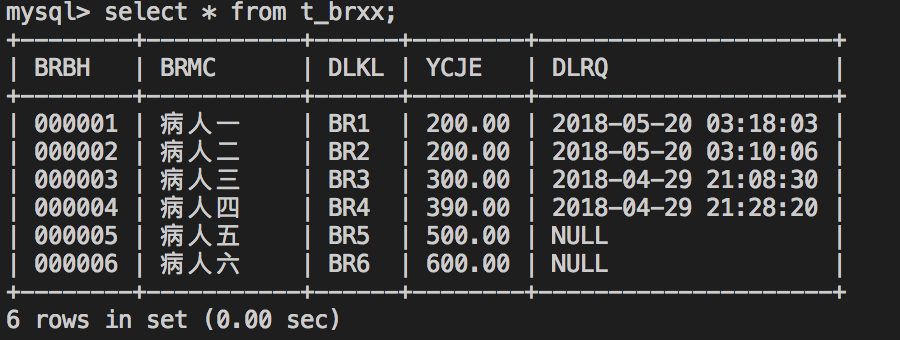 mysql> select * from t_brxx;
+--------+-----------+------+--------+---------------------+
| BRBH   | BRMC      | DLKL | YCJE   | DLRQ                |
+--------+-----------+------+--------+---------------------+
| 000001 | 病人一    | BR1  | 200.00 | 2018-05-20 03:18:03 |
| 000002 | 病人二    | BR2  | 200.00 | 2018-05-20 03:10:06 |
| 000003 | 病人三    | BR3  | 300.00 | 2018-04-29 21:08:30 |
| 000004 | 病人四    | BR4  | 390.00 | 2018-04-29 21:28:20 |
| 000005 | 病人五    | BR5  | 500.00 | NULL                |
| 000006 | 病人六    | BR6  | 600.00 | NULL                |
+--------+-----------+------+--------+---------------------+
6 rows in set (0.00 sec)